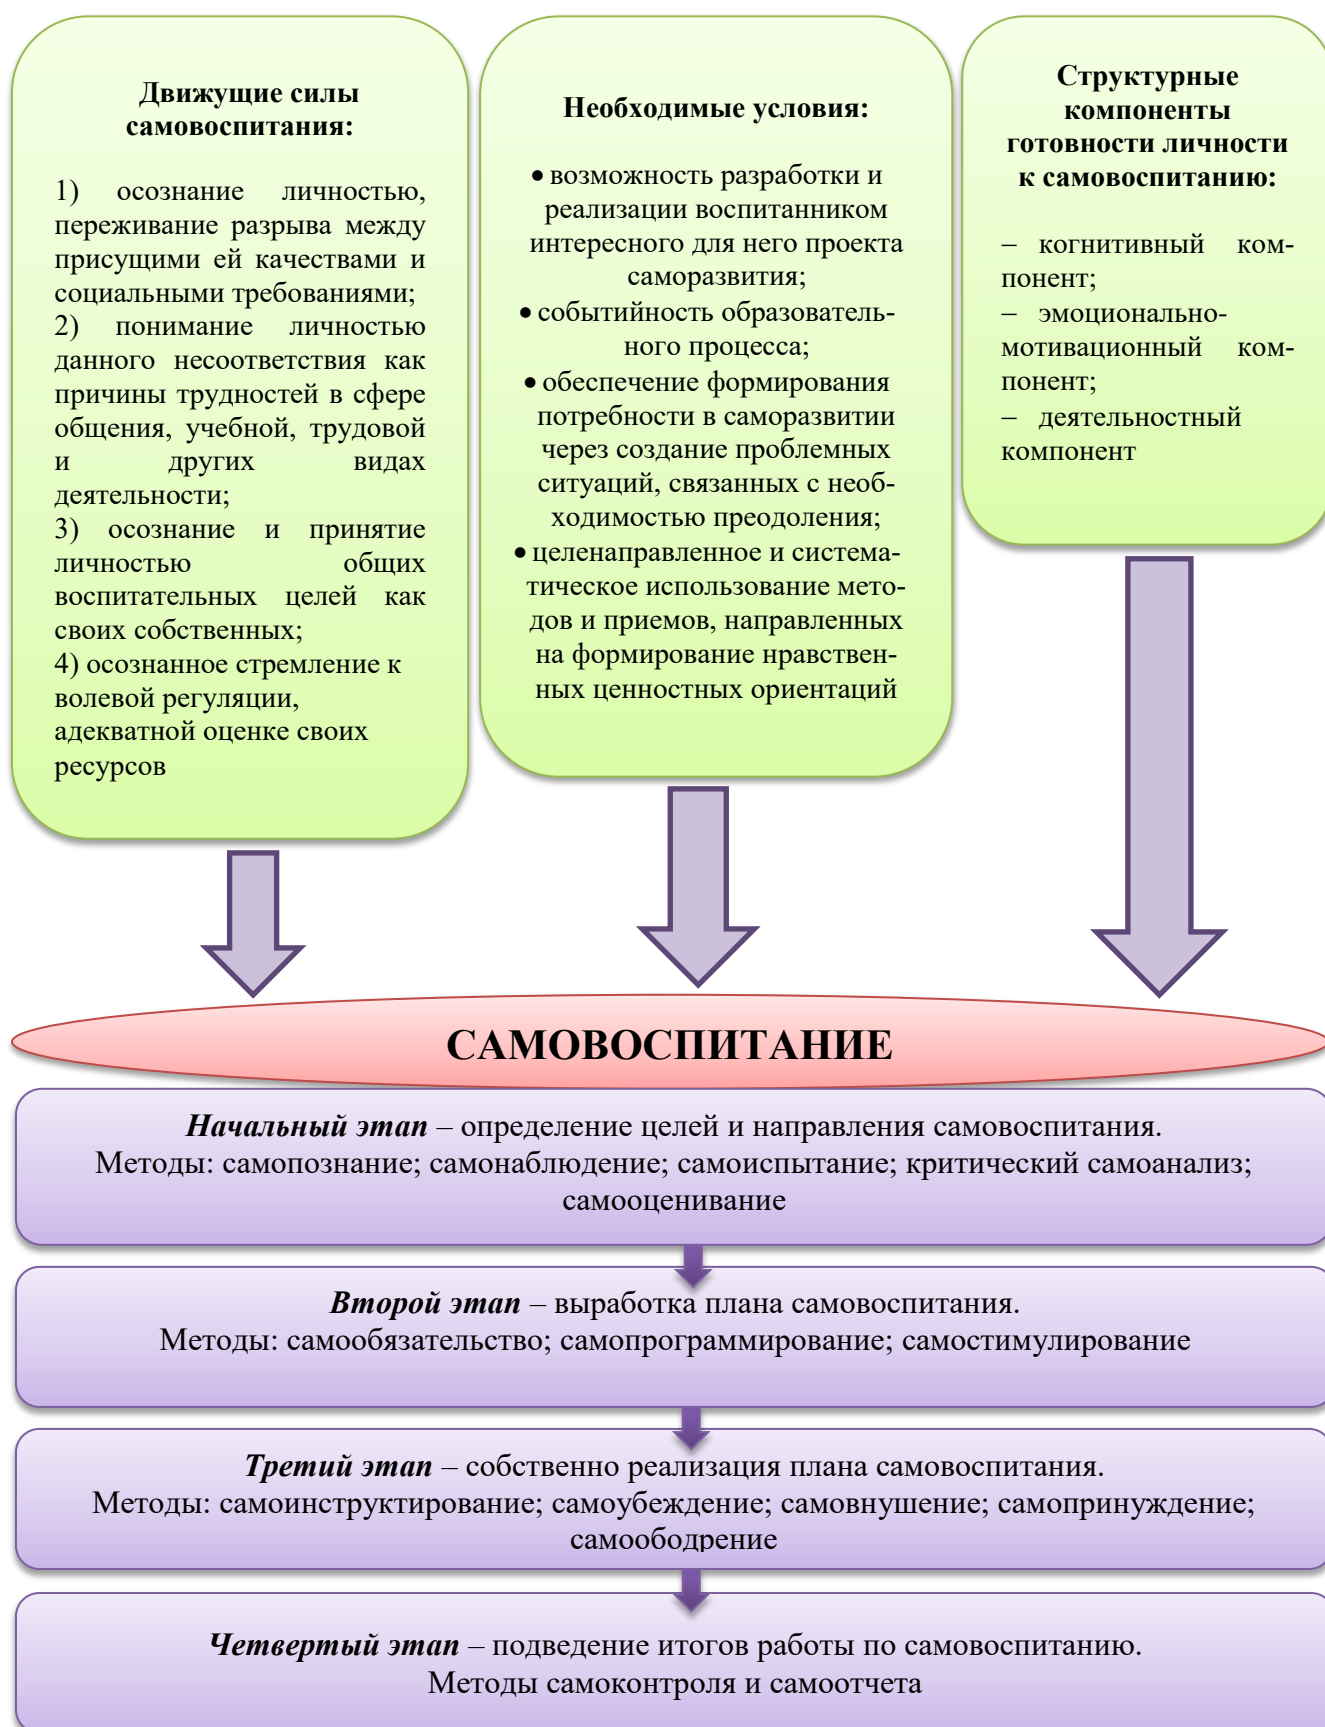 Движущие силы
самовоспитания:
1) осознание личностью,
переживание разрыва между
присущими ей качествами и
социальными требованиями;
2) понимание личностью
данного несоответствия как
причины трудностей в сфере
общения, учебной, трудовой
и других видах
деятельности;
3) осознание и принятие
личностью общих
воспитательных целей как
своих собственных;
4) осознанное стремление к
волевой регуляции,
адекватной оценке своих
ресурсов
Необходимые условия:
• возможность разработки и
реализации воспитанником
интересного для него проекта
саморазвития;
• событийность образователь-
ного процесса;
• обеспечение формирования
потребности в саморазвитии
через создание проблемных
ситуаций, связанных с необ-
ходимостью преодоления;
• целенаправленное и система-
тическое использование мето-
дов и приемов, направленных
на формирование нравствен-
ных ценностных ориентаций
Структурные
компоненты
готовности личности
к самовоспитанию:
– когнитивный ком-
понент;
– эмоционально-
мотивационный ком-
понент;
– деятельностный
компонент
САМОВОСПИТАНИЕ
Начальный этап – определение целей и направления самовоспитания.
Методы: самопознание; самонаблюдение; самоиспытание; критический самоанализ;
самооценивание
Второй этап – выработка плана самовоспитания.
Методы: самообязательство; самопрограммирование; самостимулирование
Третий этап – собственно реализация плана самовоспитания.
Методы: самоинструктирование; самоубеждение; самовнушение; самопринуждение;
самоободрение
Четвертый этап – подведение итогов работы по самовоспитанию.
Методы самоконтроля и самоотчета